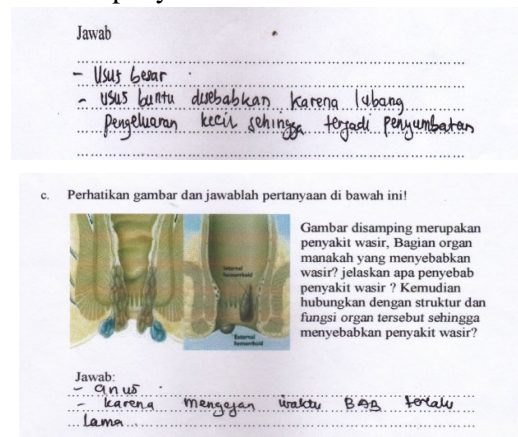 Jawab
- Usus besar
- usus buntu disebabkan karena lubang
pengeluaran kecil sehingga terjadi penyumbatan
c. Perhatikan gambar dan jawablah pertanyaan di bawah ini!
Internal
hemorrhoid
External
hemorrhoid
Gambar disamping merupakan
penyakit wasir, Bagian organ
manakah yang menyebabkan
wasir? jelaskan apa penyebab
penyakit wasir ? Kemudian
hubungkan dengan struktur dan
fungsi organ tersebut sehingga
menyebabkan penyakit wasir?
Jawab:
- anus
- karena mengejan waktu BAB terlalu
Lama